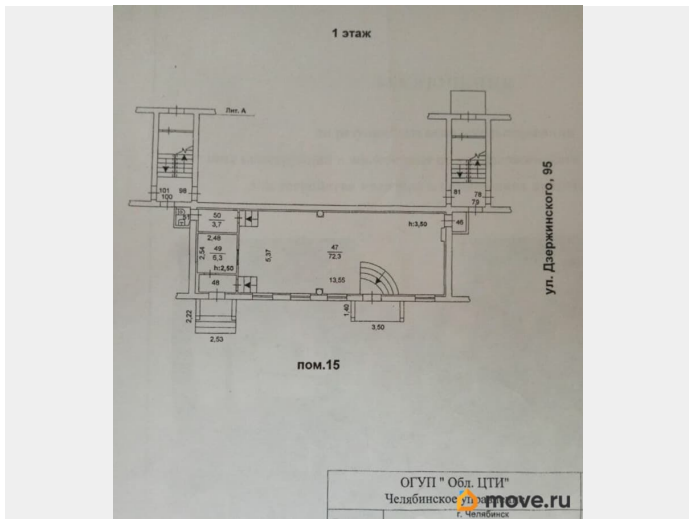 1 этаж
Лит. А
ул. Дзержинского, 95
101 98
100
81 78
79
50
3,7
46
h:3,50
2,48
49
6,3
2,54
h:2,50
5,37
47
72,3
13,55
48
2,22
2,53
1,40
3,50
пом.15
ОГУП " Обл. ЦТИ"
Челябинское управление
move.ru
г. Челябинск